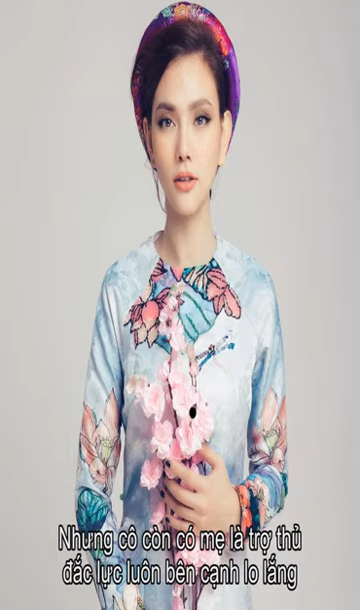 Nhưng cô còn có mẹ là trợ thủ
đắc lực luôn bên cạnh lo lắng